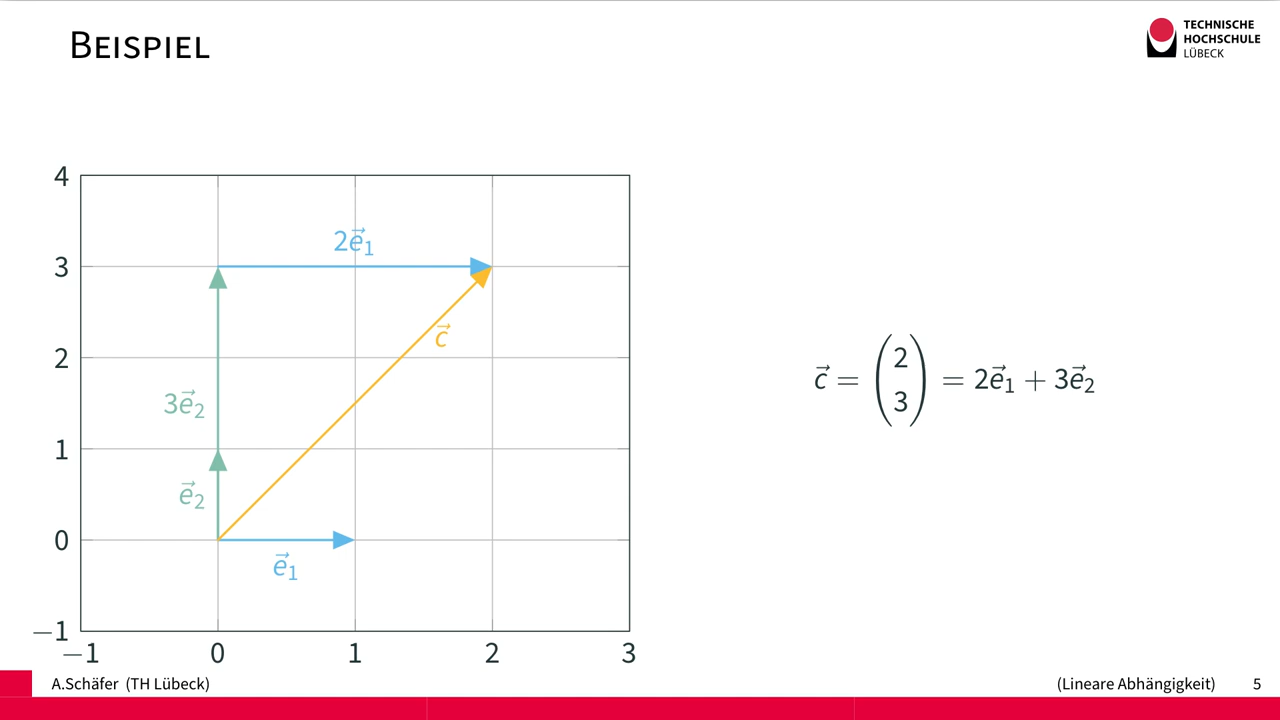 BEISPIEL
TECHNISCHE
HOCHSCHULE
LÜBECK
4
3
2
1
0
−1
−1 0 1 2 3
2e⃗₁
c⃗
3e⃗₂
e⃗₂
e⃗₁
c⃗ = (2 3) = 2e⃗₁ + 3e⃗₂
A.Schäfer (TH Lübeck)
(Lineare Abhängigkeit) 5